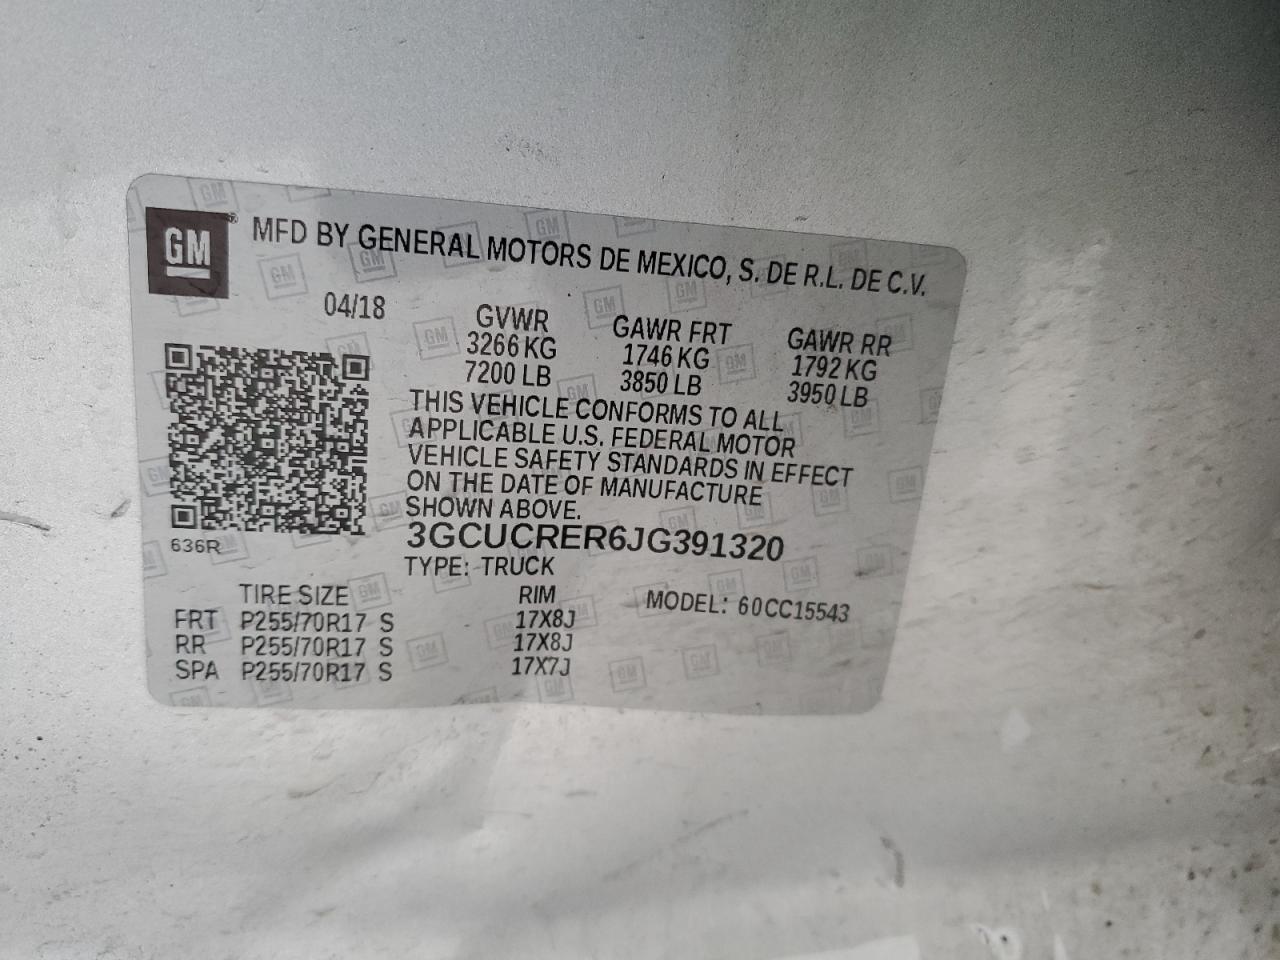 GM
MFD BY GENERAL MOTORS DE MEXICO, S. DE R.L. DE C.V.
04/18
GVWR GAWR FRT GAWR RR
3266 KG 1746 KG 1792 KG
7200 LB 3850 LB 3950 LB
THIS VEHICLE CONFORMS TO ALL
APPLICABLE U.S. FEDERAL MOTOR
VEHICLE SAFETY STANDARDS IN EFFECT
ON THE DATE OF MANUFACTURE
SHOWN ABOVE.
3GCUCRER6JG391320
636R
TYPE: TRUCK
TIRE SIZE RIM MODEL: 60CC15543
FRT P255/70R17 S 17X8J
RR P255/70R17 S 17X8J
SPA P255/70R17 S 17X7J